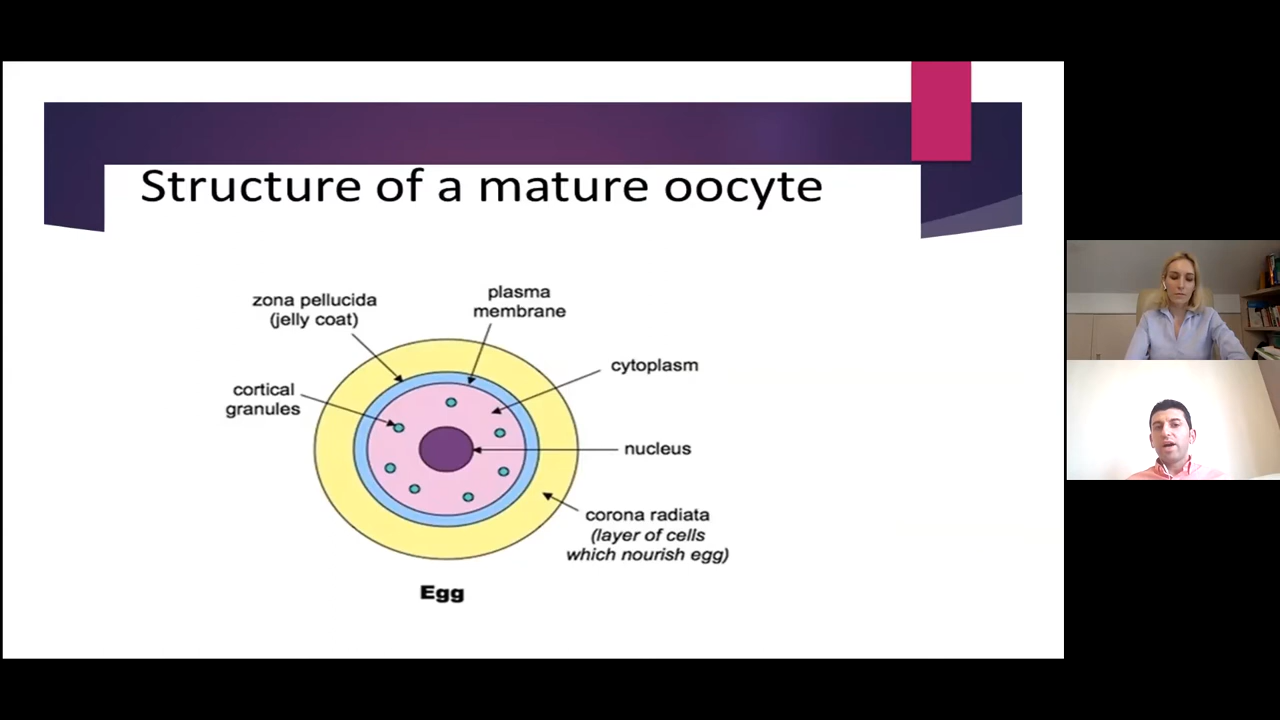 Structure of a mature oocyte
zona pellucida
(jelly coat)
plasma
membrane
cytoplasm
cortical
granules
nucleus
corona radiata
(layer of cells
which nourish egg)
Egg